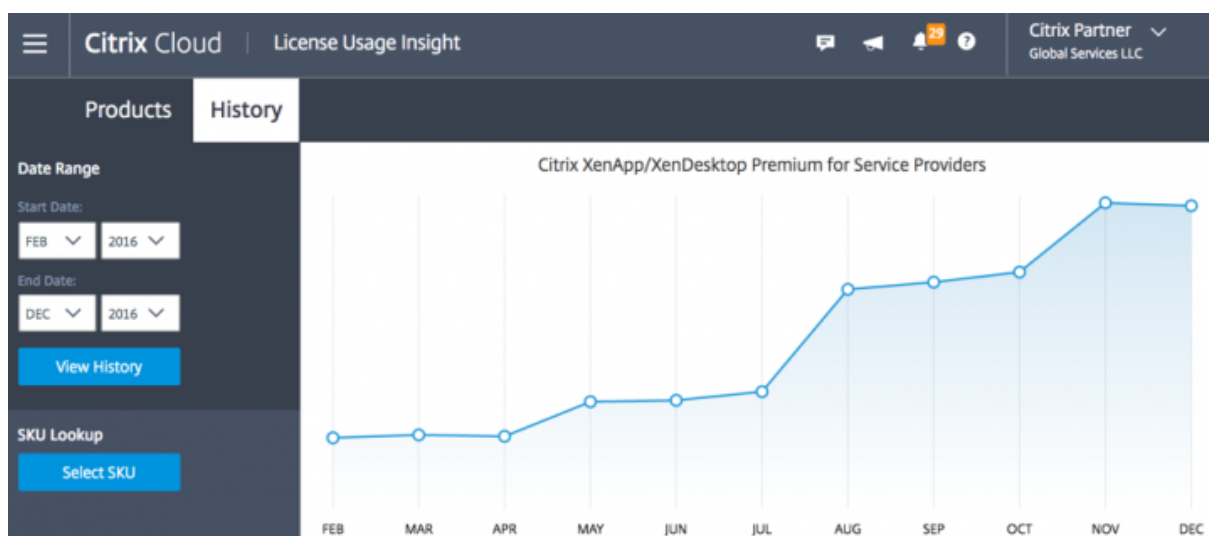 Citrix Cloud License Usage Insight
29
?
Citrix Partner
Global Services LLC
Products History
Date Range
Start Date:
FEB 2016
End Date:
DEC 2016
View History
SKU Lookup
Select SKU
Citrix XenApp/XenDesktop Premium for Service Providers
FEB MAR APR MAY JUN JUL AUG SEP OCT NOV DEC